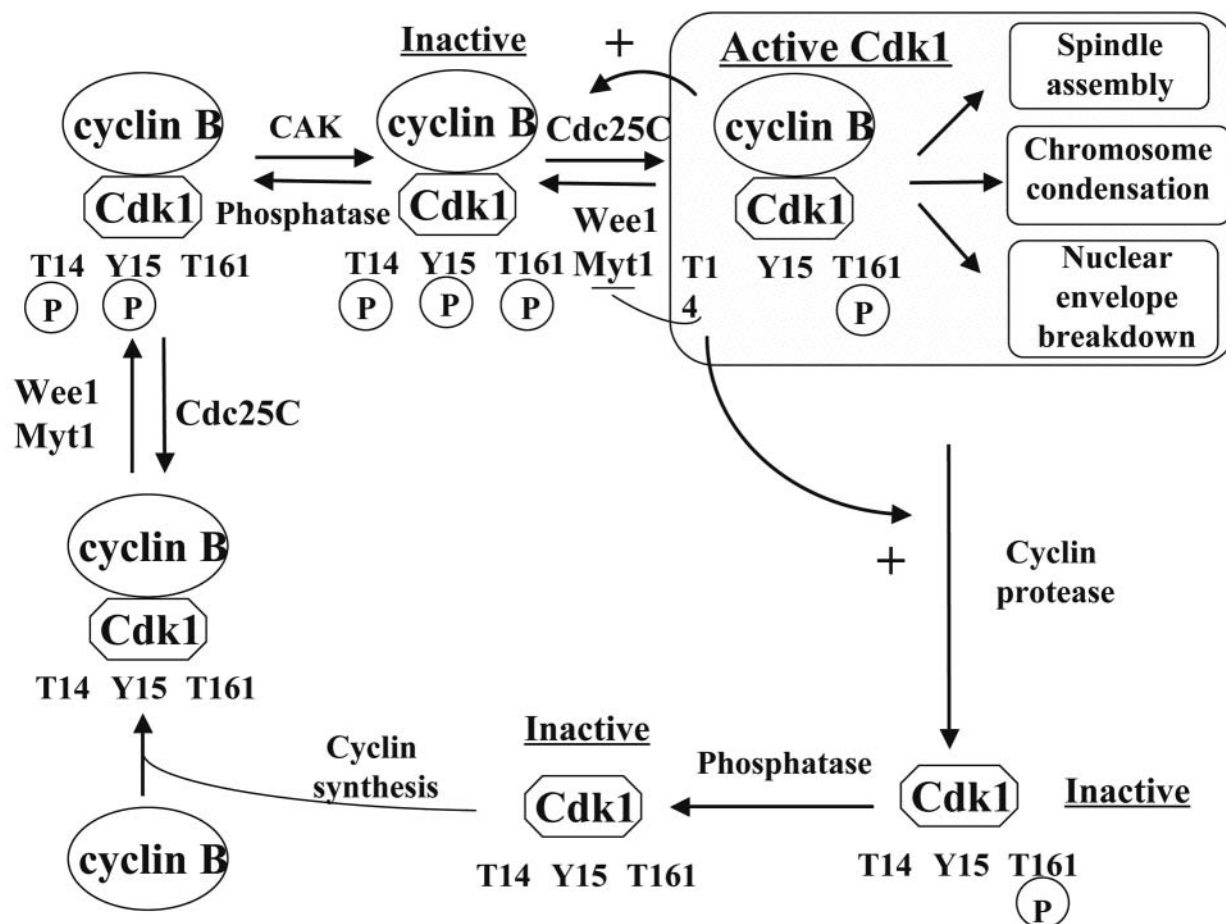 Inactive
+
Active Cdk1
Spindle
assembly
cyclin B
CAK
cyclin B
Cdc25C
cyclin B
Chromosome
condensation
Cdk1
Phosphatase
Cdk1
Wee1
Myt1
Cdk1
T14 Y15 T161
P P
T14 Y15 T161
P P P
T1
4
Y15 T161
P
Nuclear
envelope
breakdown
Wee1
Myt1
Cdc25C
cyclin B
Cdk1
T14 Y15 T161
+
Cyclin
protease
Cyclin
synthesis
Inactive
Phosphatase
Cdk1
Inactive
Cdk1
T14 Y15 T161
P
T14 Y15 T161
cyclin B